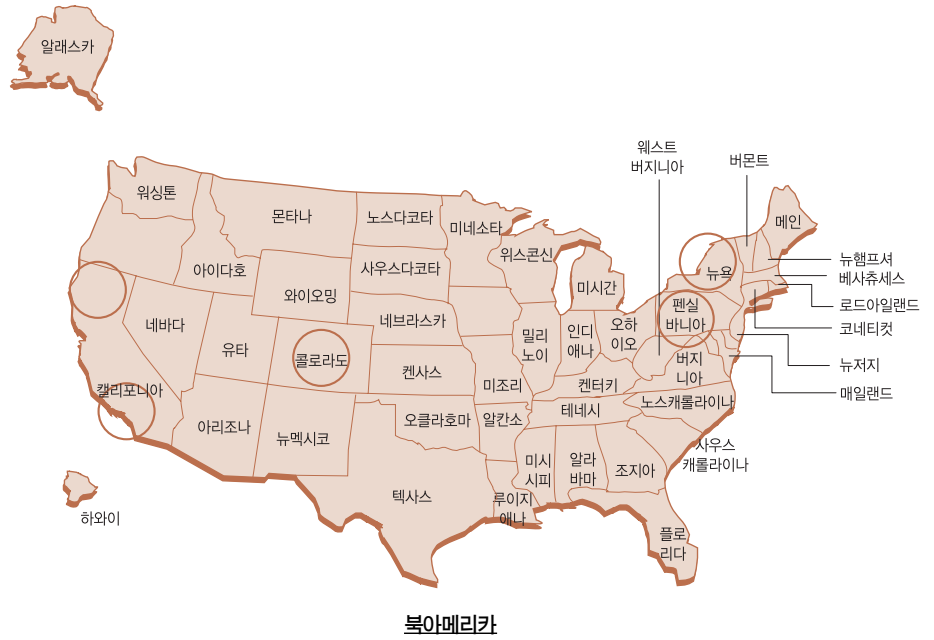 알래스카
웨스트
버지니아
버몬트
워싱톤
몬타나
노스다코타
미네소타
메인
위스콘신
뉴햄프셔
베사츄세스
로드아일랜드
코네티컷
뉴저지
매일랜드
아이다호
사우스다코타
와이오밍
미시간
뉴욕
펜실
바니아
네바다
네브라스카
유타
콜로라도
켄사스
밀리
노이
인디
애나
오하
이오
버지
니아
캘리포니아
미조리
켄터키
노스캐롤라이나
아리조나
뉴멕시코
오클라호마
알칸소
테네시
사우스
캐롤라이나
미시
시피
알라
바마
조지아
텍사스
루이지
애나
하와이
플로
리다
북아메리카